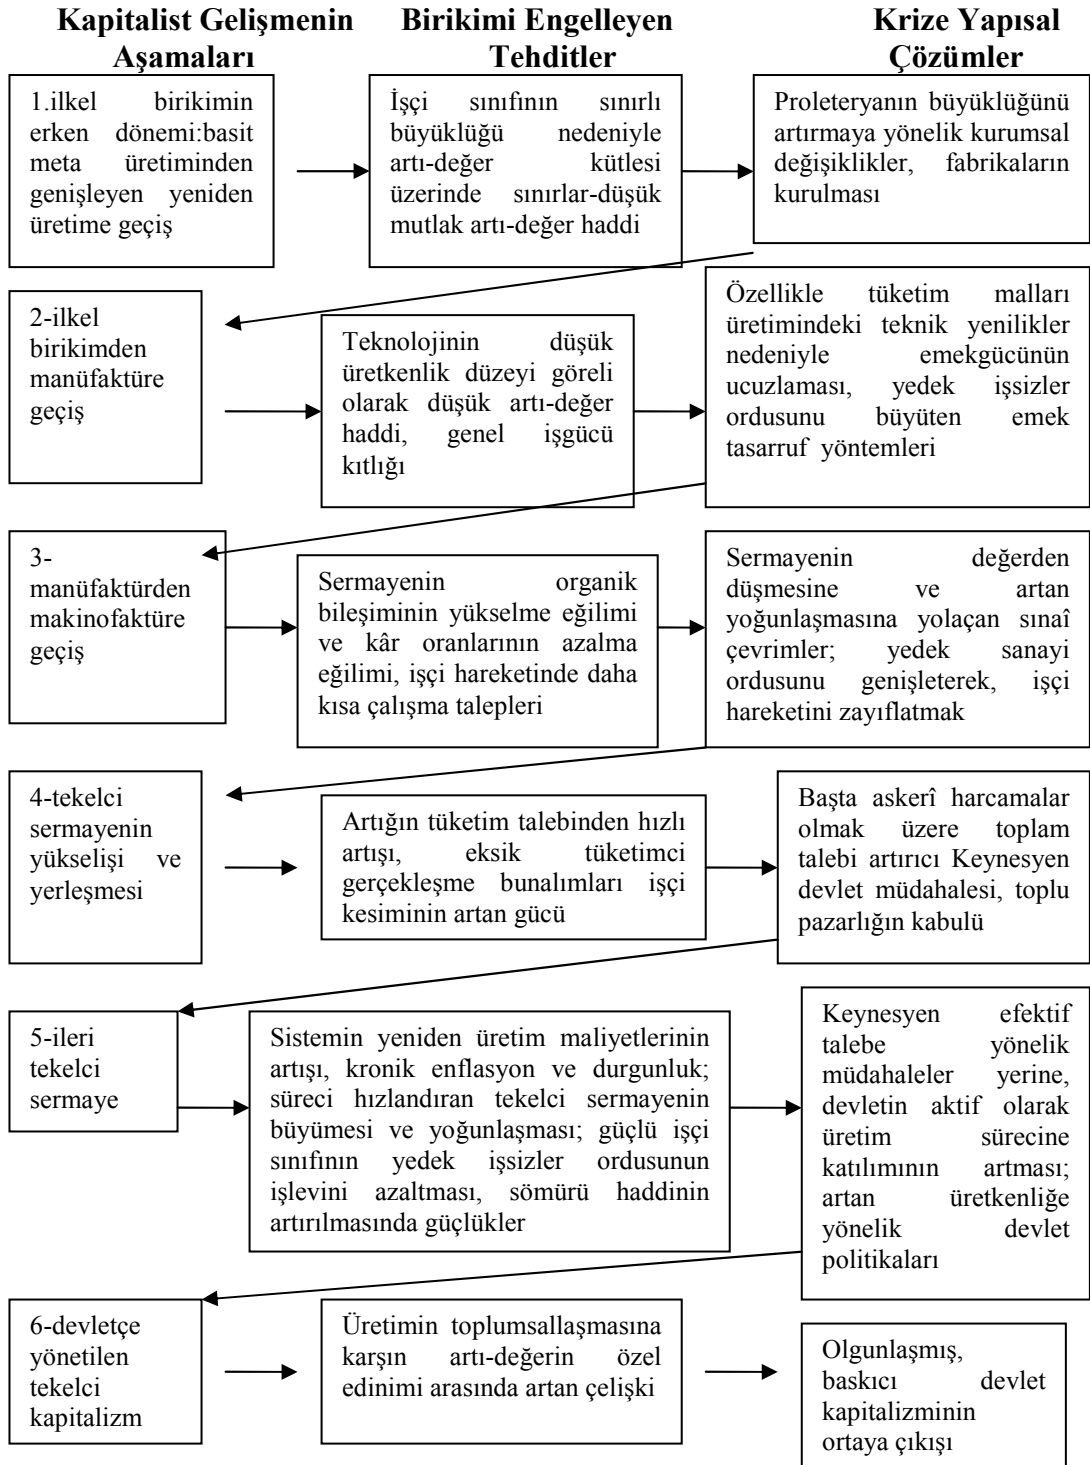 Kapitalist Gelişmenin
Aşamaları
Birikimi Engelleyen
Tehditler
Krize Yapısal
Çözümler
1.ilkel birikimin
erken dönemi:basit
meta üretiminden
genişleyen yeniden
üretime geçiş
İşçi sınıfının sınırlı
büyüklüğü nedeniyle
artı-değer kütlesi
üzerinde sınırlar-düşük
mutlak artı-değer haddi
Proleteryanın büyüklüğünü
artırmaya yönelik kurumsal
değişiklikler, fabrikaların
kurulması
2-ilkel
birikimden
manüfaktüre
geçiş
Teknolojinin düşük
üretkenlik düzeyi göreli
olarak düşük artı-değer
haddi, genel işgücü
kıtlığı
Özellikle tüketim malları
üretimindeki teknik yenilikler
nedeniyle emekgücünün
ucuzlaması, yedek işsizler
ordusunu büyüten emek
tasarruf yöntemleri
3-
manüfaktürden
makinofaktüre
geçiş
Sermayenin organik
bileşiminin yükselme eğilimi
ve kâr oranlarının azalma
eğilimi, işçi hareketinde daha
kısa çalışma talepleri
Sermayenin değerden
düşmesine ve artan
yoğunlaşmasına yolaçan sınaî
çevrimler; yedek sanayi
ordusunu genişleterek, işçi
hareketini zayıflatmak
4-tekelci
sermayenin
yükselişi ve
yerleşmesi
Artığın tüketim talebinden hızlı
artışı, eksik tüketimci
gerçekleşme bunalımları işçi
kesiminin artan gücü
Başta askerî harcamalar
olmak üzere toplam
talebi artırıcı Keynesyen
devlet müdahalesi, toplu
pazarlığın kabulü
5-ileri
tekelci
sermaye
Sistemin yeniden üretim maliyetlerinin
artışı, kronik enflasyon ve durgunluk;
süreci hızlandıran tekelci sermayenin
büyümesi ve yoğunlaşması; güçlü işçi
sınıfının yedek işsizler ordusunun
işlevini azaltması, sömürü haddinin
artırılmasında güçlükler
Keynesyen efektif
talebe yönelik
müdahaleler yerine,
devletin aktif olarak
üretim sürecine
katılımının artması;
artan üretkenliğe
yönelik devlet
politikaları
6-devletçe
yönetilen
tekelci
kapitalizm
Üretimin toplumsallaşmasına
karşın artı-değerin özel
edinimi arasında artan çelişki
Olgunlaşmış,
baskıcı devlet
kapitalizminin
ortaya çıkışı